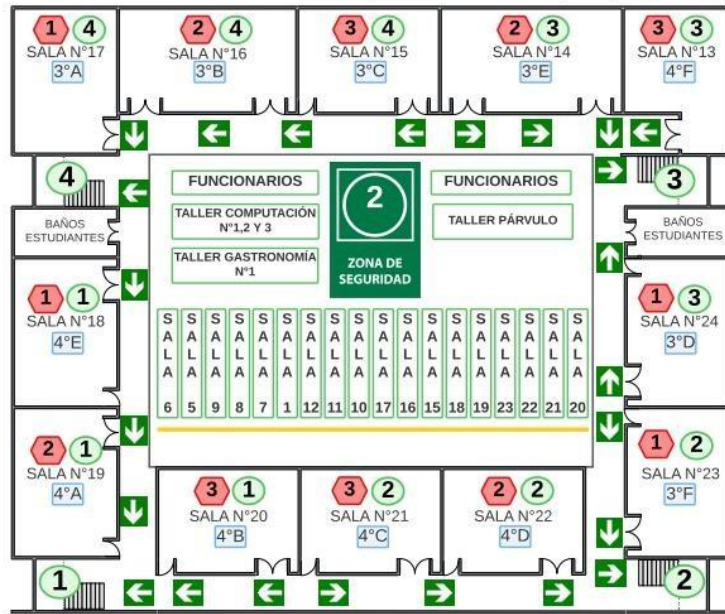 1 4
SALA N°17
3°A
2 4
SALA N°16
3°B
3 4
SALA N°15
3°C
2 3
SALA N°14
3°E
3 3
SALA N°13
4°F
4
3
BAÑOS
ESTUDIANTES
FUNCIONARIOS
TALLER COMPUTACIÓN
N°1,2 Y 3
TALLER GASTRONOMÍA
N°1
2
ZONA DE
SEGURIDAD
FUNCIONARIOS
TALLER PÁRVULO
BAÑOS
ESTUDIANTES
1 1
SALA N°18
4°E
SALA 6
SALA 5
SALA 9
SALA 8
SALA 7
SALA 1
SALA 12
SALA 11
SALA 10
SALA 17
SALA 16
SALA 15
SALA 18
SALA 19
SALA 23
SALA 22
SALA 21
SALA 20
1 3
SALA N°24
3°D
2 1
SALA N°19
4°A
3 1
SALA N°20
4°B
3 2
SALA N°21
4°C
2 2
SALA N°22
4°D
1 2
SALA N°23
3°F
1
2